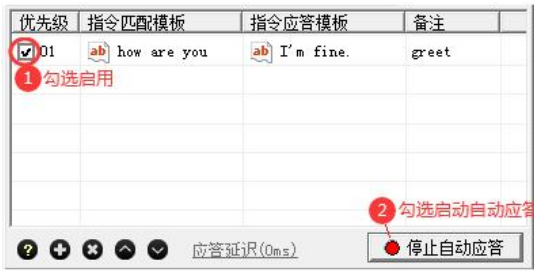 优先级 指令匹配模板 指令应答模板 备注
01 ab how are you ab I'm fine. greet
1 勾选启用
2 勾选启动自动应答
? 应答延迟(0ms) 停止自动应答